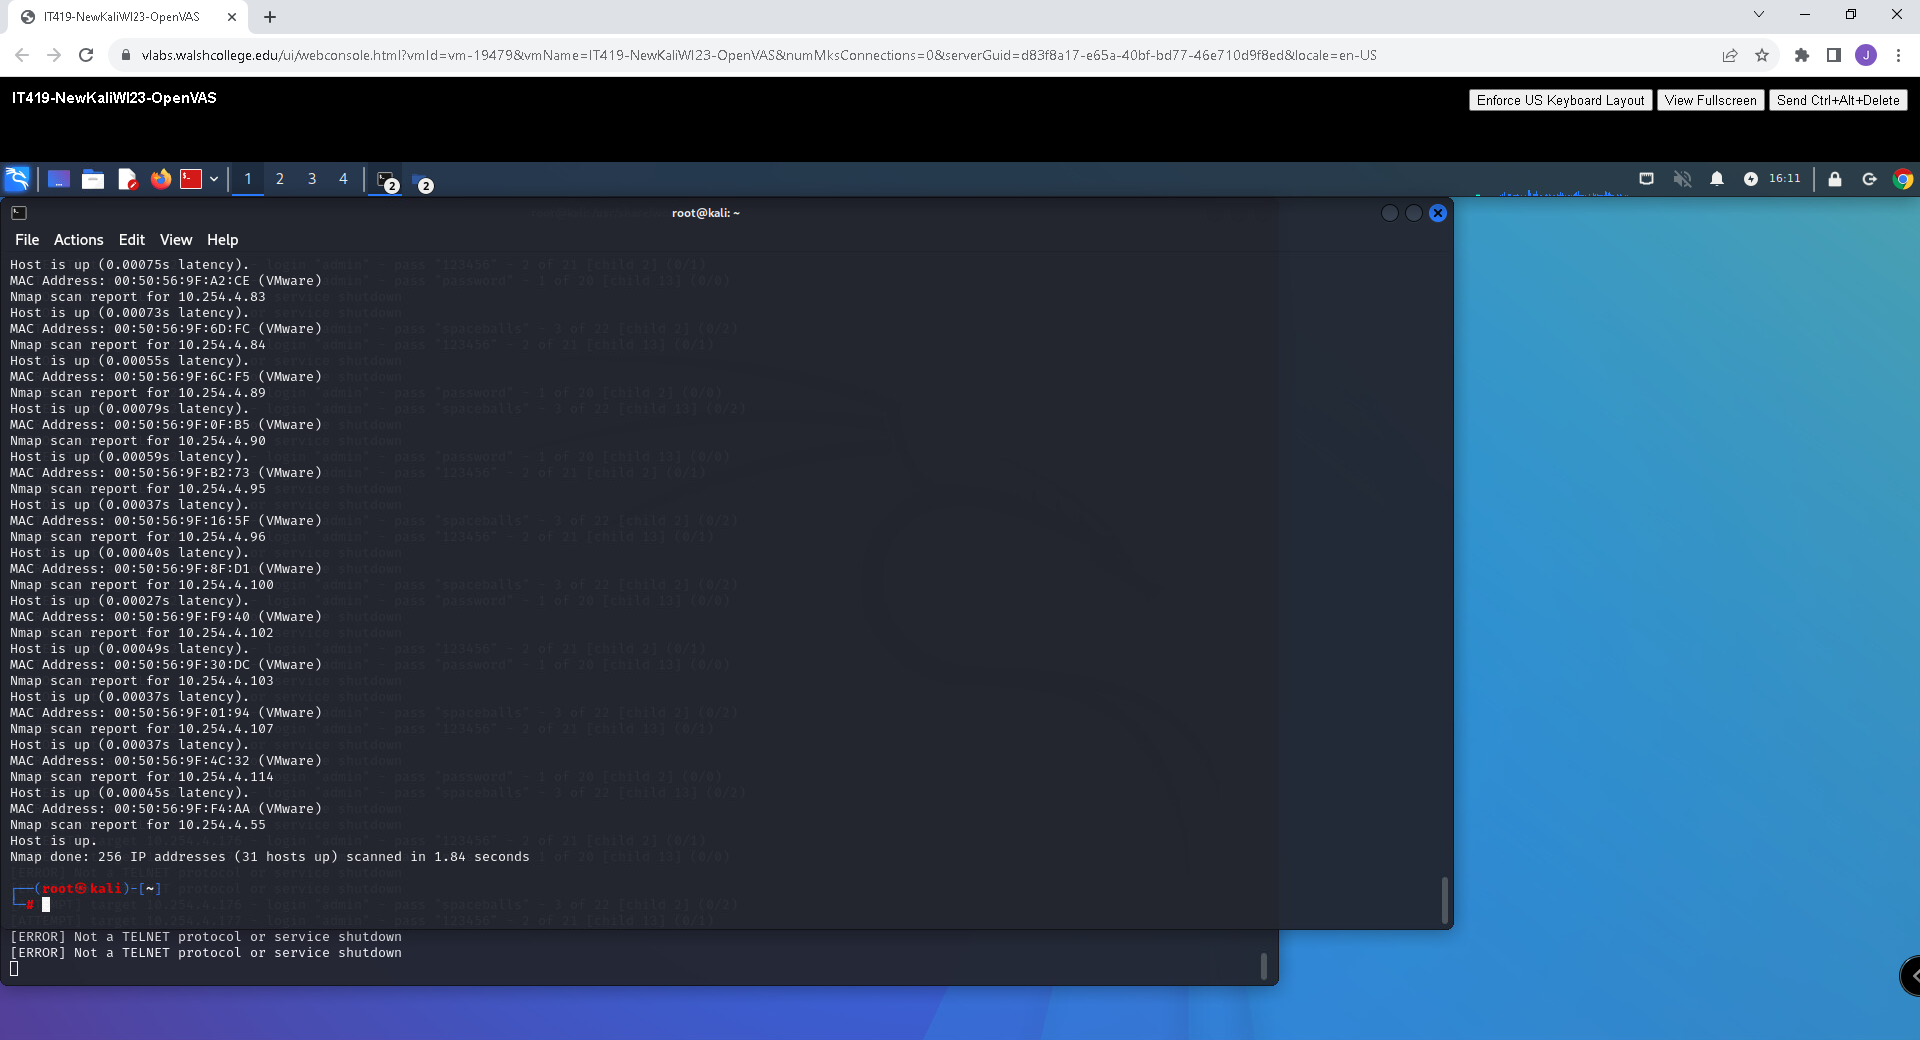 IT419-NewKaliWI23-OpenVAS
vlabs.walshcollege.edu/ui/webconsole.html?vmId=vm-19479&vmName=IT419-NewKaliWI23-OpenVAS&numMksConnections=0&serverGuid=d83f8a17-e65a-40bf-bd77-46e710d9f8ed&locale=en-US
J
IT419-NewKaliWI23-OpenVAS
Enforce US Keyboard Layout
View Fullscreen
Send Ctrl+Alt+Delete
1 2 3 4 2 2
16:11
root@kali: ~
File Actions Edit View Help
Host is up (0.00075s latency).
MAC Address: 00:50:56:9F:A2:CE (VMware)
Nmap scan report for 10.254.4.83
Host is up (0.00073s latency).
MAC Address: 00:50:56:9F:6D:FC (VMware)
Nmap scan report for 10.254.4.84
Host is up (0.00055s latency).
MAC Address: 00:50:56:9F:6C:F5 (VMware)
Nmap scan report for 10.254.4.89
Host is up (0.00079s latency).
MAC Address: 00:50:56:9F:0F:B5 (VMware)
Nmap scan report for 10.254.4.90
Host is up (0.00059s latency).
MAC Address: 00:50:56:9F:B2:73 (VMware)
Nmap scan report for 10.254.4.95
Host is up (0.00037s latency).
MAC Address: 00:50:56:9F:16:5F (VMware)
Nmap scan report for 10.254.4.96
Host is up (0.00040s latency).
MAC Address: 00:50:56:9F:8F:D1 (VMware)
Nmap scan report for 10.254.4.100
Host is up (0.00027s latency).
MAC Address: 00:50:56:9F:F9:40 (VMware)
Nmap scan report for 10.254.4.102
Host is up (0.00049s latency).
MAC Address: 00:50:56:9F:30:DC (VMware)
Nmap scan report for 10.254.4.103
Host is up (0.00037s latency).
MAC Address: 00:50:56:9F:01:94 (VMware)
Nmap scan report for 10.254.4.107
Host is up (0.00037s latency).
MAC Address: 00:50:56:9F:4C:32 (VMware)
Nmap scan report for 10.254.4.114
Host is up (0.00045s latency).
MAC Address: 00:50:56:9F:F4:AA (VMware)
Nmap scan report for 10.254.4.55
Host is up.
Nmap done: 256 IP addresses (31 hosts up) scanned in 1.84 seconds
┌──(root㉿kali)-[~]
└─#
[ERROR] Not a TELNET protocol or service shutdown
[ERROR] Not a TELNET protocol or service shutdown